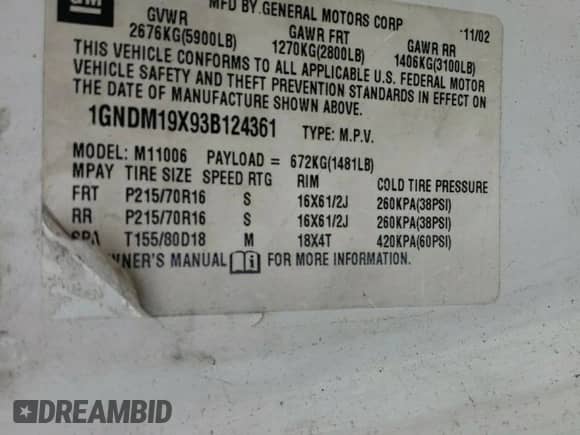 GM
MFD BY GENERAL MOTORS CORP
11/02
GVWR GAWR FRT GAWR RR
2676KG(5900LB) 1270KG(2800LB) 1406KG(3100LB)
THIS VEHICLE CONFORMS TO ALL APPLICABLE U.S. FEDERAL MOTOR
VEHICLE SAFETY AND THEFT PREVENTION STANDARDS IN EFFECT ON
THE DATE OF MANUFACTURE SHOWN ABOVE.
1GNDM19X93B124361 TYPE: M.P.V.
MODEL: M11006 PAYLOAD = 672KG(1481LB)
MPAY TIRE SIZE SPEED RTG RIM COLD TIRE PRESSURE
FRT P215/70R16 S 16X61/2J 260KPA(38PSI)
RR P215/70R16 S 16X61/2J 260KPA(38PSI)
SPA T155/80D18 M 18X4T 420KPA(60PSI)
WNER'S MANUAL i FOR MORE INFORMATION.
DREAMBID